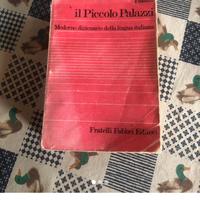 il Piccolo Palazzi
Moderno dizionario della lingua italiana
Fratelli Fabbri Editori